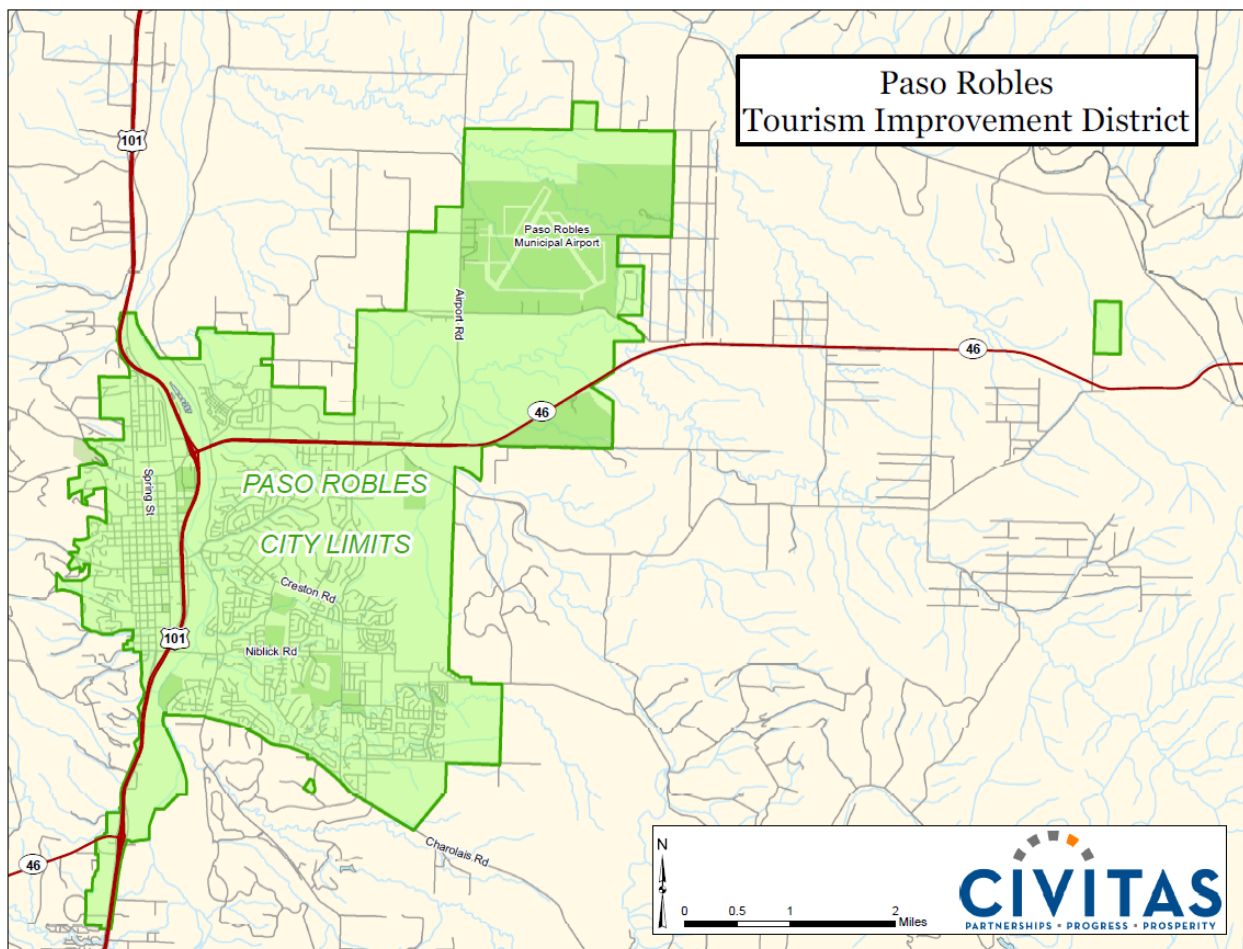 Paso Robles
Tourism Improvement District
101
Paso Robles
Municipal Airport
Airport Rd
46
46
Spring St
PASO ROBLES
CITY LIMITS
Creston Rd
Niblick Rd
101
Charolais Rd
46
N
0 0.5 1 2
Miles
CIVITAS
PARTNERSHIPS • PROGRESS • PROSPERITY